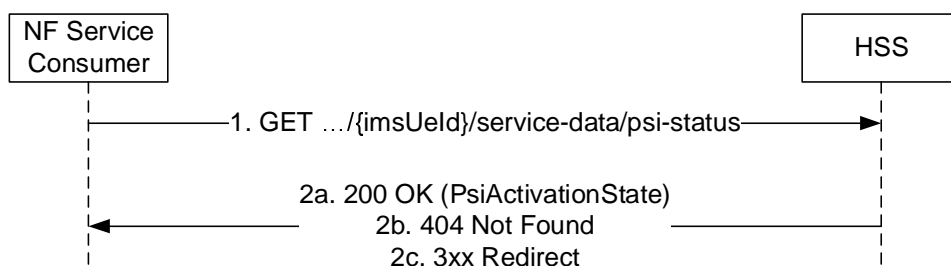 NF Service
Consumer
HSS
1. GET …/{imsUeId}/service-data/psi-status
2a. 200 OK (PsiActivationState)
2b. 404 Not Found
2c. 3xx Redirect